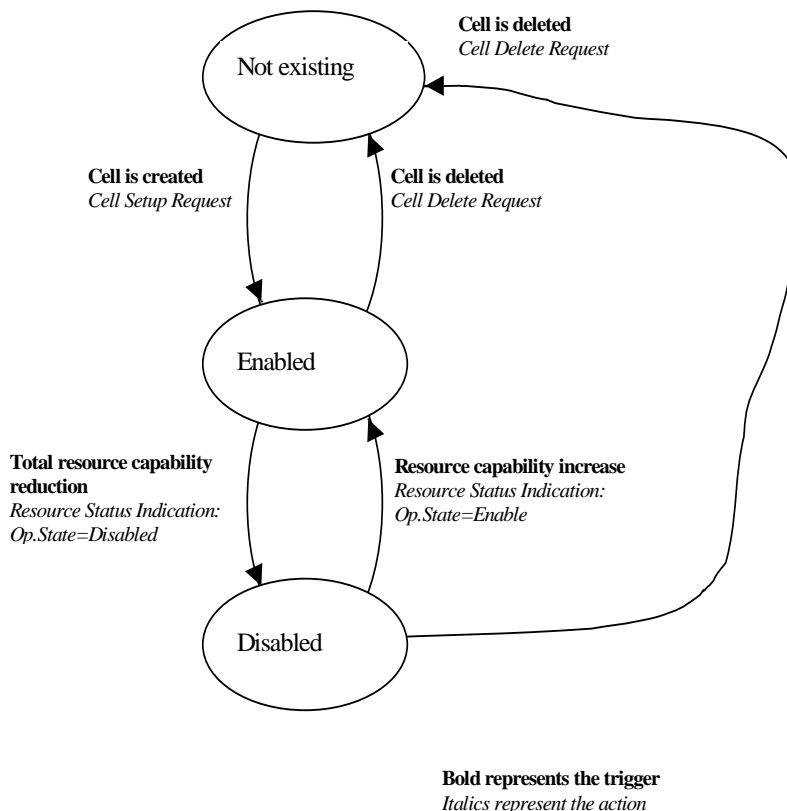 Cell is deleted
Cell Delete Request
Not existing
Cell is created
Cell Setup Request
Cell is deleted
Cell Delete Request
Enabled
Total resource capability
reduction
Resource Status Indication:
Op.State=Disabled
Resource capability increase
Resource Status Indication:
Op.State=Enable
Disabled
Bold represents the trigger
Italics represent the action